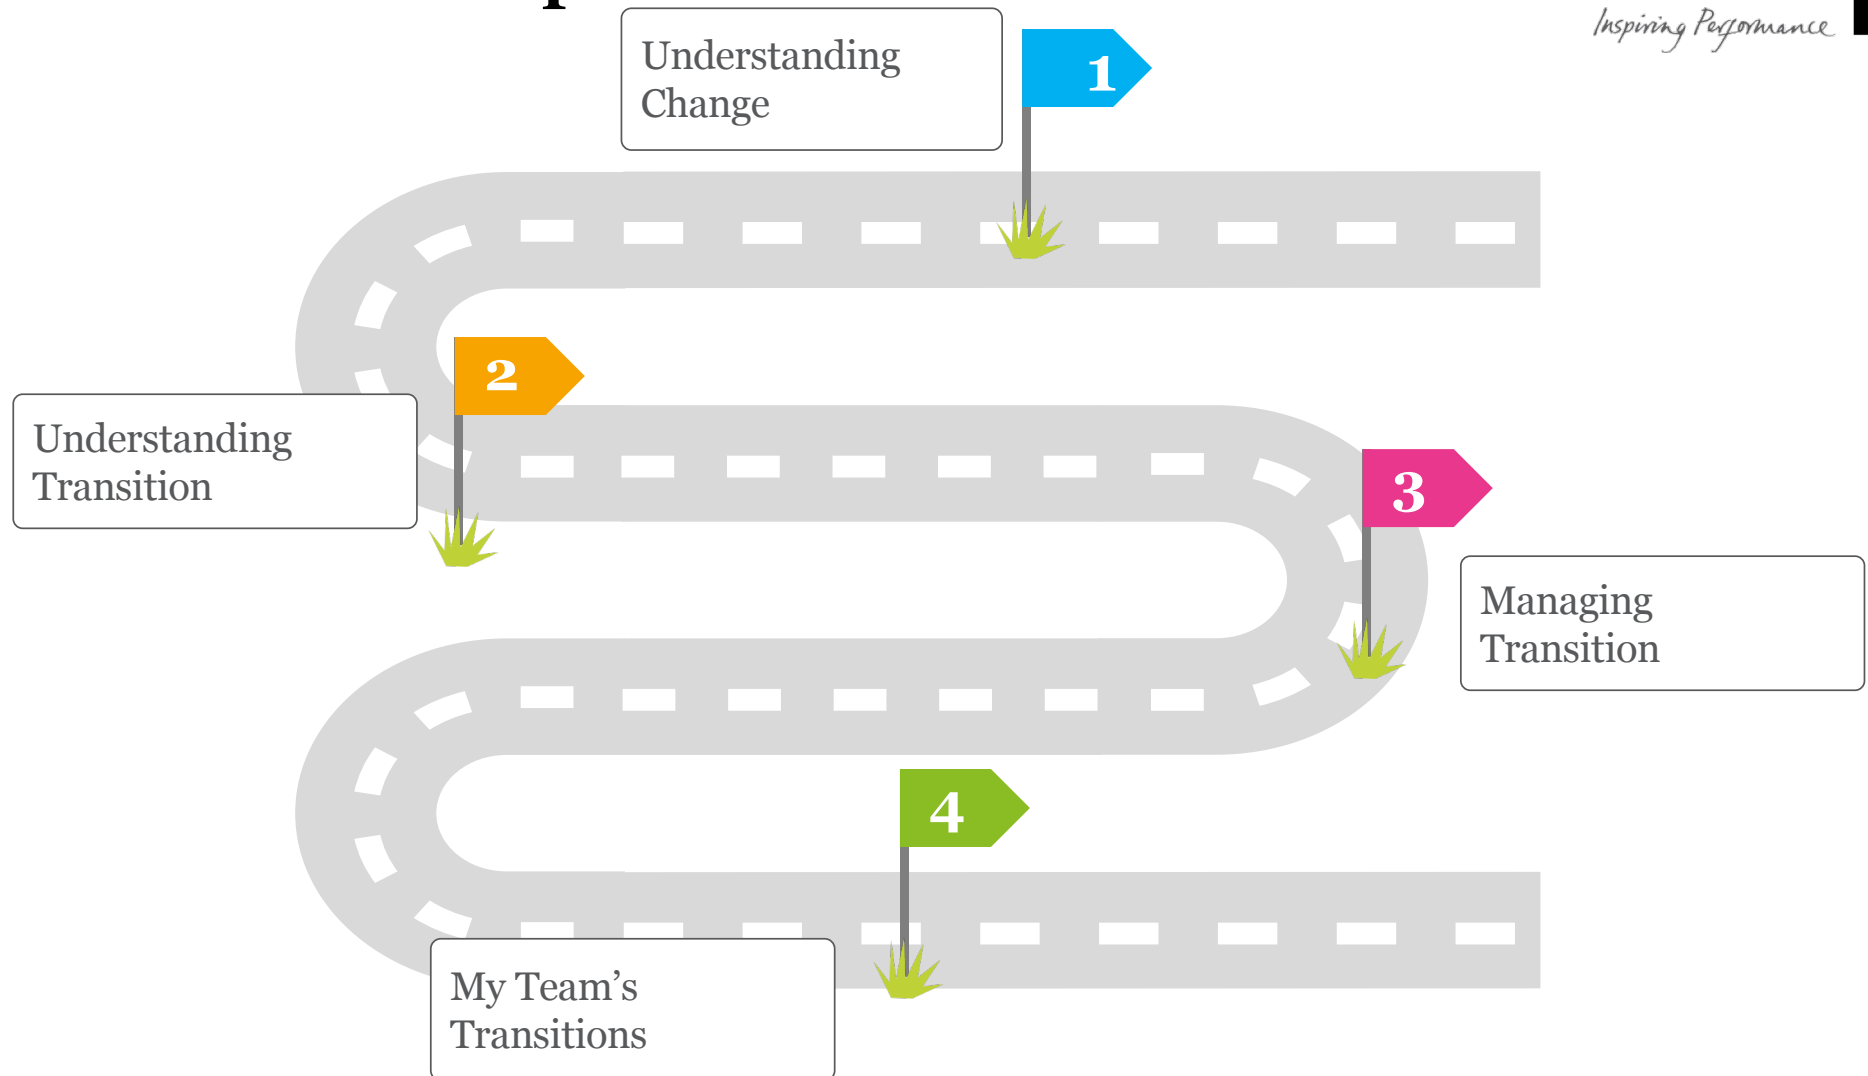 Inspiring Performance
Understanding
Change
1
2
Understanding
Transition
3
Managing
Transition
4
My Team’s
Transitions